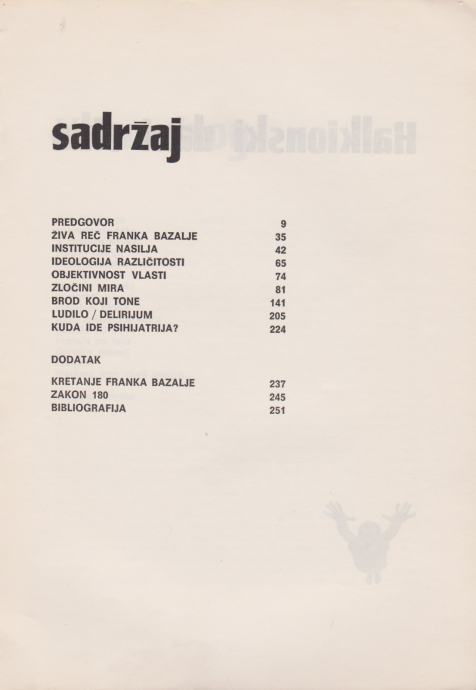 sadržaj
PREDGOVOR 9
ŽIVA REČ FRANKA BAZALJE 35
INSTITUCIJE NASILJA 42
IDEOLOGIJA RAZLIČITOSTI 65
OBJEKTIVNOST VLASTI 74
ZLOČINI MIRA 81
BROD KOJI TONE 141
LUDILO / DELIRIJUM 205
KUDA IDE PSIHIJATRIJA? 224
DODATAK
KRETANJE FRANKA BAZALJE 237
ZAKON 180 245
BIBLIOGRAFIJA 251